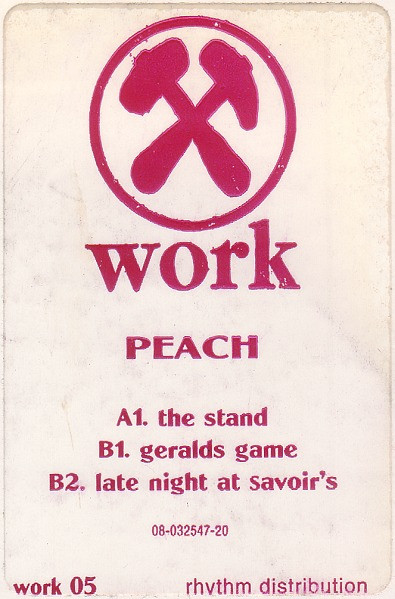 work
PEACH
A1. the stand
B1. geralds game
B2. late night at savoir's
08-032547-20
work 05
rhythm distribution